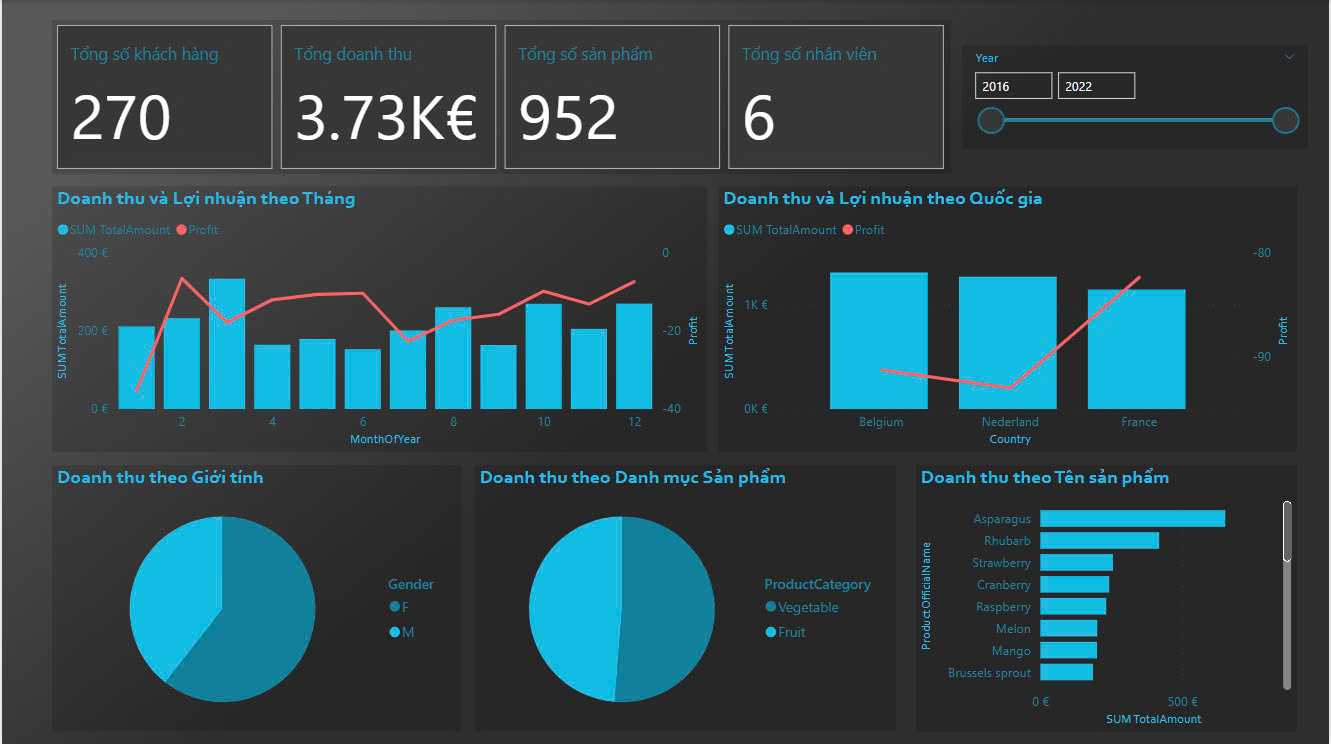 Tổng số khách hàng
270
Tổng doanh thu
3.73K€
Tổng số sản phẩm
952
Tổng số nhân viên
6
Year
2016 2022
Doanh thu và Lợi nhuận theo Tháng
SUM TotalAmount Profit
400 €
200 €
0 €
SUM TotalAmount
0
-20
-40
Profit
2 4 6 8 10 12
MonthOfYear
Doanh thu và Lợi nhuận theo Quốc gia
SUM TotalAmount Profit
1K €
0K €
SUM TotalAmount
-80
-90
Profit
Belgium Nederland France
Country
Doanh thu theo Giới tính
Gender
F
M
Doanh thu theo Danh mục Sản phẩm
ProductCategory
Vegetable
Fruit
Doanh thu theo Tên sản phẩm
ProductOfficialName
Asparagus
Rhubarb
Strawberry
Cranberry
Raspberry
Melon
Mango
Brussels sprout
0 € 500 €
SUM TotalAmount